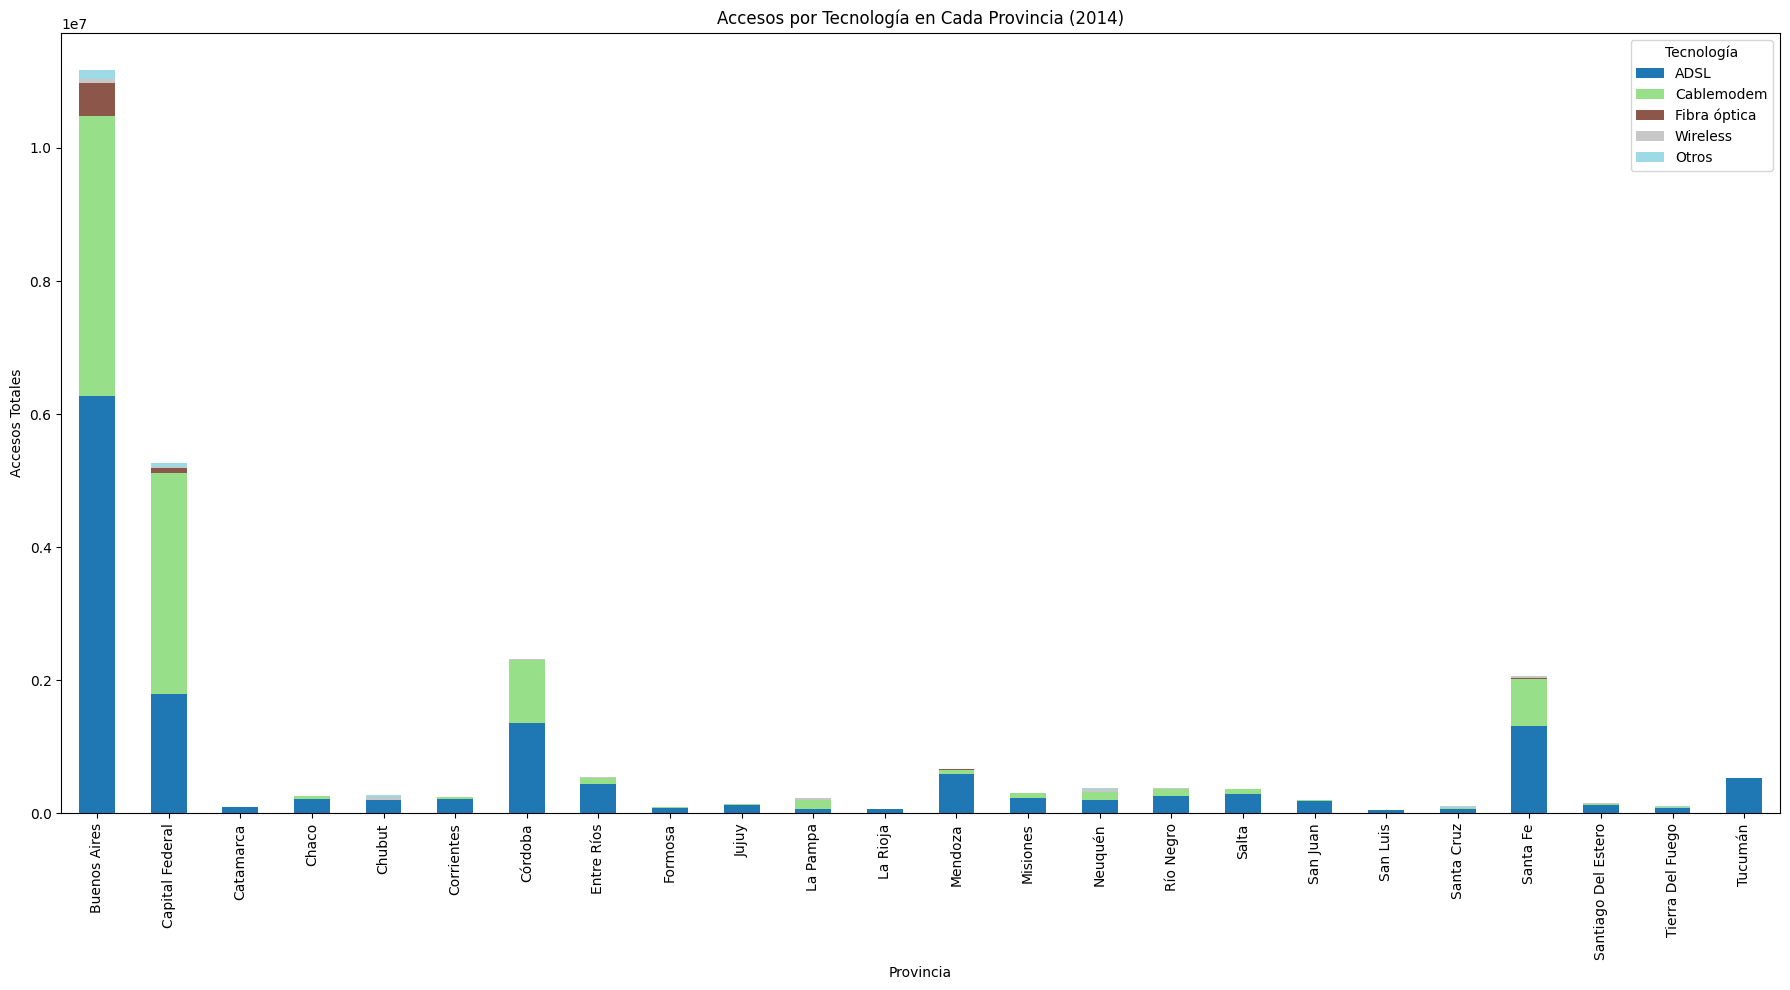 Accesos por Tecnología en Cada Provincia (2014)
1e7
Tecnología
ADSL
Cablemodem
Fibra óptica
Wireless
Otros
Accesos Totales
1.0
0.8
0.6
0.4
0.2
0.0
Buenos Aires
Capital Federal
Catamarca
Chaco
Chubut
Corrientes
Córdoba
Entre Ríos
Formosa
Jujuy
La Pampa
La Rioja
Mendoza
Misiones
Neuquén
Río Negro
Salta
San Juan
San Luis
Santa Cruz
Santa Fe
Santiago Del Estero
Tierra Del Fuego
Tucumán
Provincia